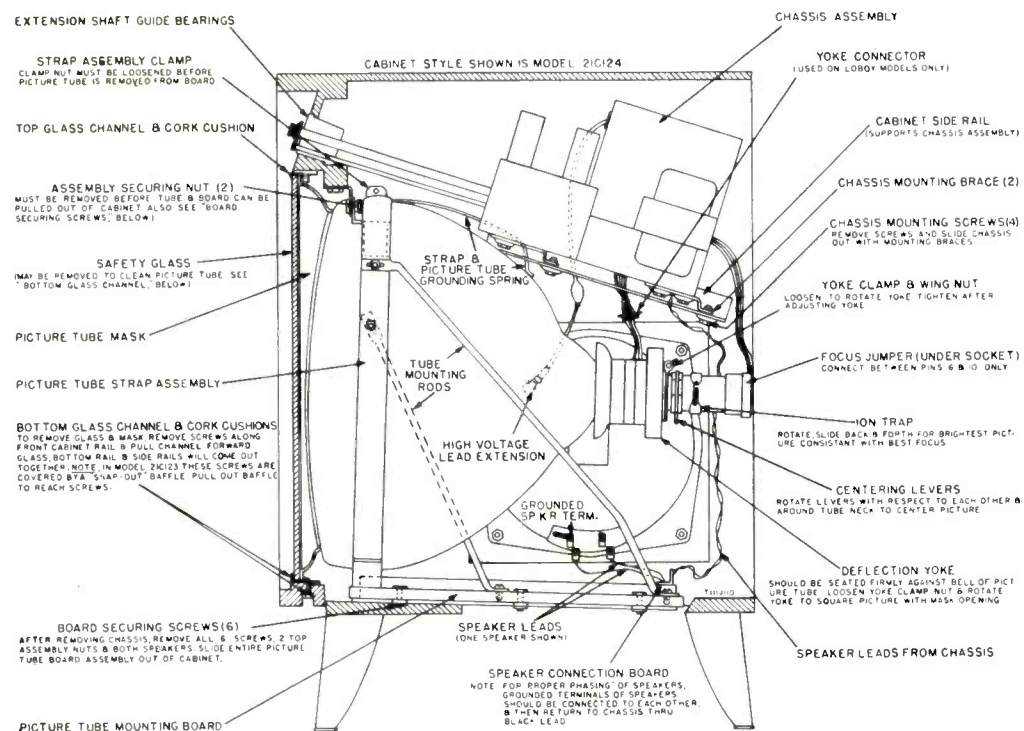 EXTENSION SHAFT GUIDE BEARINGS
STRAP ASSEMBLY CLAMP
CLAMP NUT MUST BE LOOSENED BEFORE
PICTURE TUBE IS REMOVED FROM BOARD
TOP GLASS CHANNEL & CORK CUSHION
ASSEMBLY SECURING NUT (2)
MUST BE REMOVED BEFORE TUBE & BOARD CAN BE
PULLED OUT OF CABINET ALSO SEE "BOARD
SECURING SCREWS," BELOW)
SAFETY GLASS
(MAY BE REMOVED TO CLEAN PICTURE TUBE SEE
"BOTTOM GLASS CHANNEL," BELOW)
PICTURE TUBE MASK
PICTURE TUBE STRAP ASSEMBLY
BOTTOM GLASS CHANNEL & CORK CUSHIONS
TO REMOVE GLASS & MASK, REMOVE SCREWS ALONG
FRONT CABINET RAIL & PULL CHANNEL FORWARD
GLASS, BOTTOM RAIL & SIDE RAILS WILL COME OUT
TOGETHER. NOTE, IN MODEL 21C123 THESE SCREWS ARE
COVERED BY A "SNAP-OUT" BAFFLE PULL OUT BAFFLE
TO REACH SCREWS.
BOARD SECURING SCREWS (6)
AFTER REMOVING CHASSIS, REMOVE ALL 6 SCREWS, 2 TOP
ASSEMBLY NUTS & BOTH SPEAKERS. SLIDE ENTIRE PICTURE
TUBE BOARD ASSEMBLY OUT OF CABINET.
PICTURE TUBE MOUNTING BOARD
CABINET STYLE SHOWN IS MODEL 21C124
STRAP &
PICTURE TUBE
GROUNDING SPRING
TUBE
MOUNTING
RODS
HIGH VOLTAGE
LEAD EXTENSION
GROUNDED
SPKR TERM.
SPEAKER LEADS
(ONE SPEAKER SHOWN)
SPEAKER CONNECTION BOARD
NOTE FOR PROPER "PHASING" OF SPEAKERS,
GROUNDED TERMINALS OF SPEAKERS
SHOULD BE CONNECTED TO EACH OTHER,
& THEN RETURN TO CHASSIS THRU
BLACK LEAD
CHASSIS ASSEMBLY
YOKE CONNECTOR
(USED ON LOBOY MODELS ONLY)
CABINET SIDE RAIL
(SUPPORTS CHASSIS ASSEMBLY)
CHASSIS MOUNTING BRACE (2)
CHASSIS MOUNTING SCREWS (4)
REMOVE SCREWS AND SLIDE CHASSIS
OUT WITH MOUNTING BRACES
YOKE CLAMP & WING NUT
LOOSEN TO ROTATE YOKE TIGHTEN AFTER
ADJUSTING YOKE
FOCUS JUMPER (UNDER SOCKET)
CONNECT BETWEEN PINS 6 & 10 ONLY
ION TRAP
ROTATE, SLIDE BACK & FORTH FOR BRIGHTEST PICT-
URE CONSISTANT WITH BEST FOCUS
CENTERING LEVERS
ROTATE LEVERS WITH RESPECT TO EACH OTHER &
AROUND TUBE NECK TO CENTER PICTURE
DEFLECTION YOKE
SHOULD BE SEATED FIRMLY AGAINST BELL OF PICT-
URE TUBE LOOSEN YOKE CLAMP NUT & ROTATE
YOKE TO SQUARE PICTURE WITH MASK OPENING
SPEAKER LEADS FROM CHASSIS